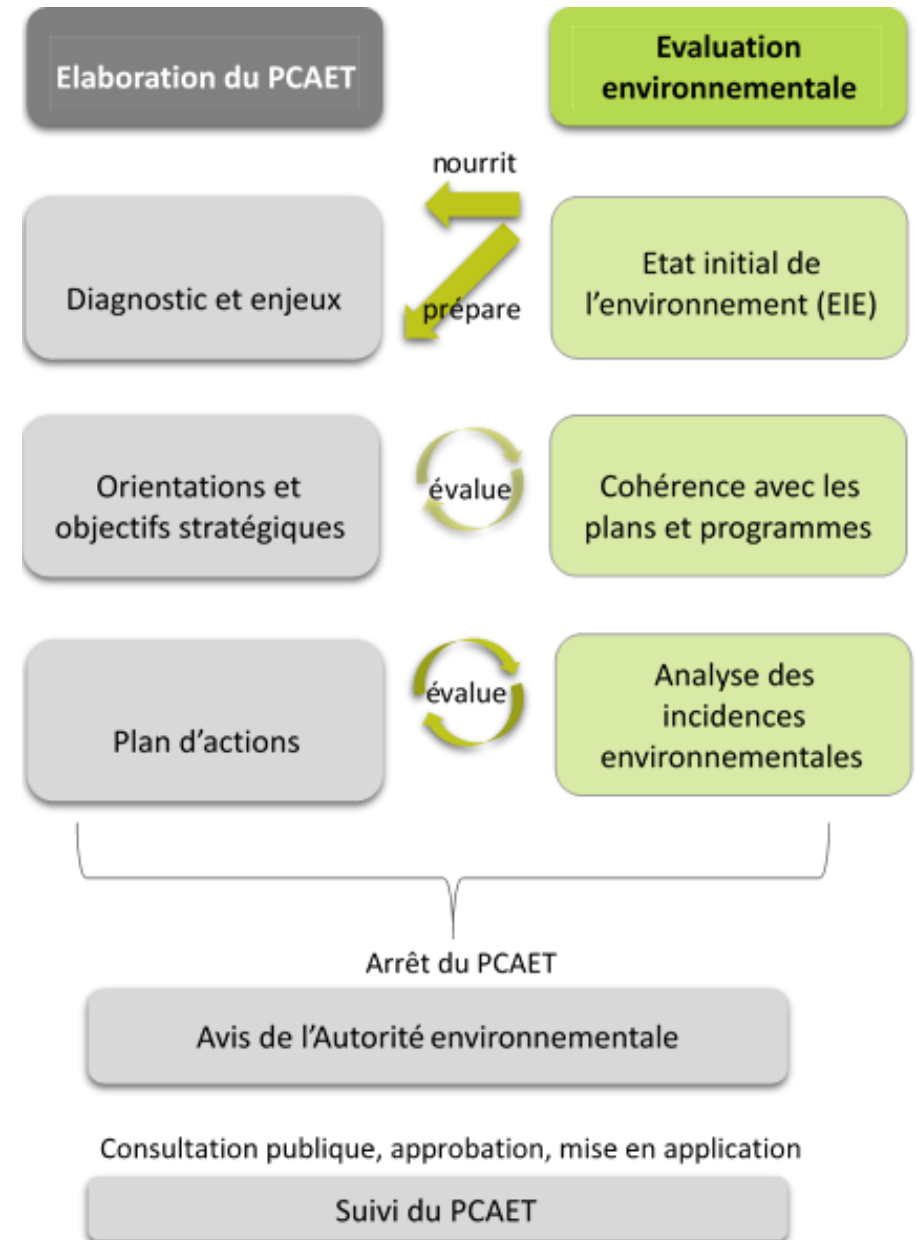 Elaboration du PCAET
Evaluation
environnementale
nourrit
Diagnostic et enjeux
prépare
Etat initial de
l'environnement (EIE)
Orientations et
objectifs stratégiques
évalue
Cohérence avec les
plans et programmes
Plan d'actions
évalue
Analyse des
incidences
environnementales
Arrêt du PCAET
Avis de l'Autorité environnementale
Consultation publique, approbation, mise en application
Suivi du PCAET